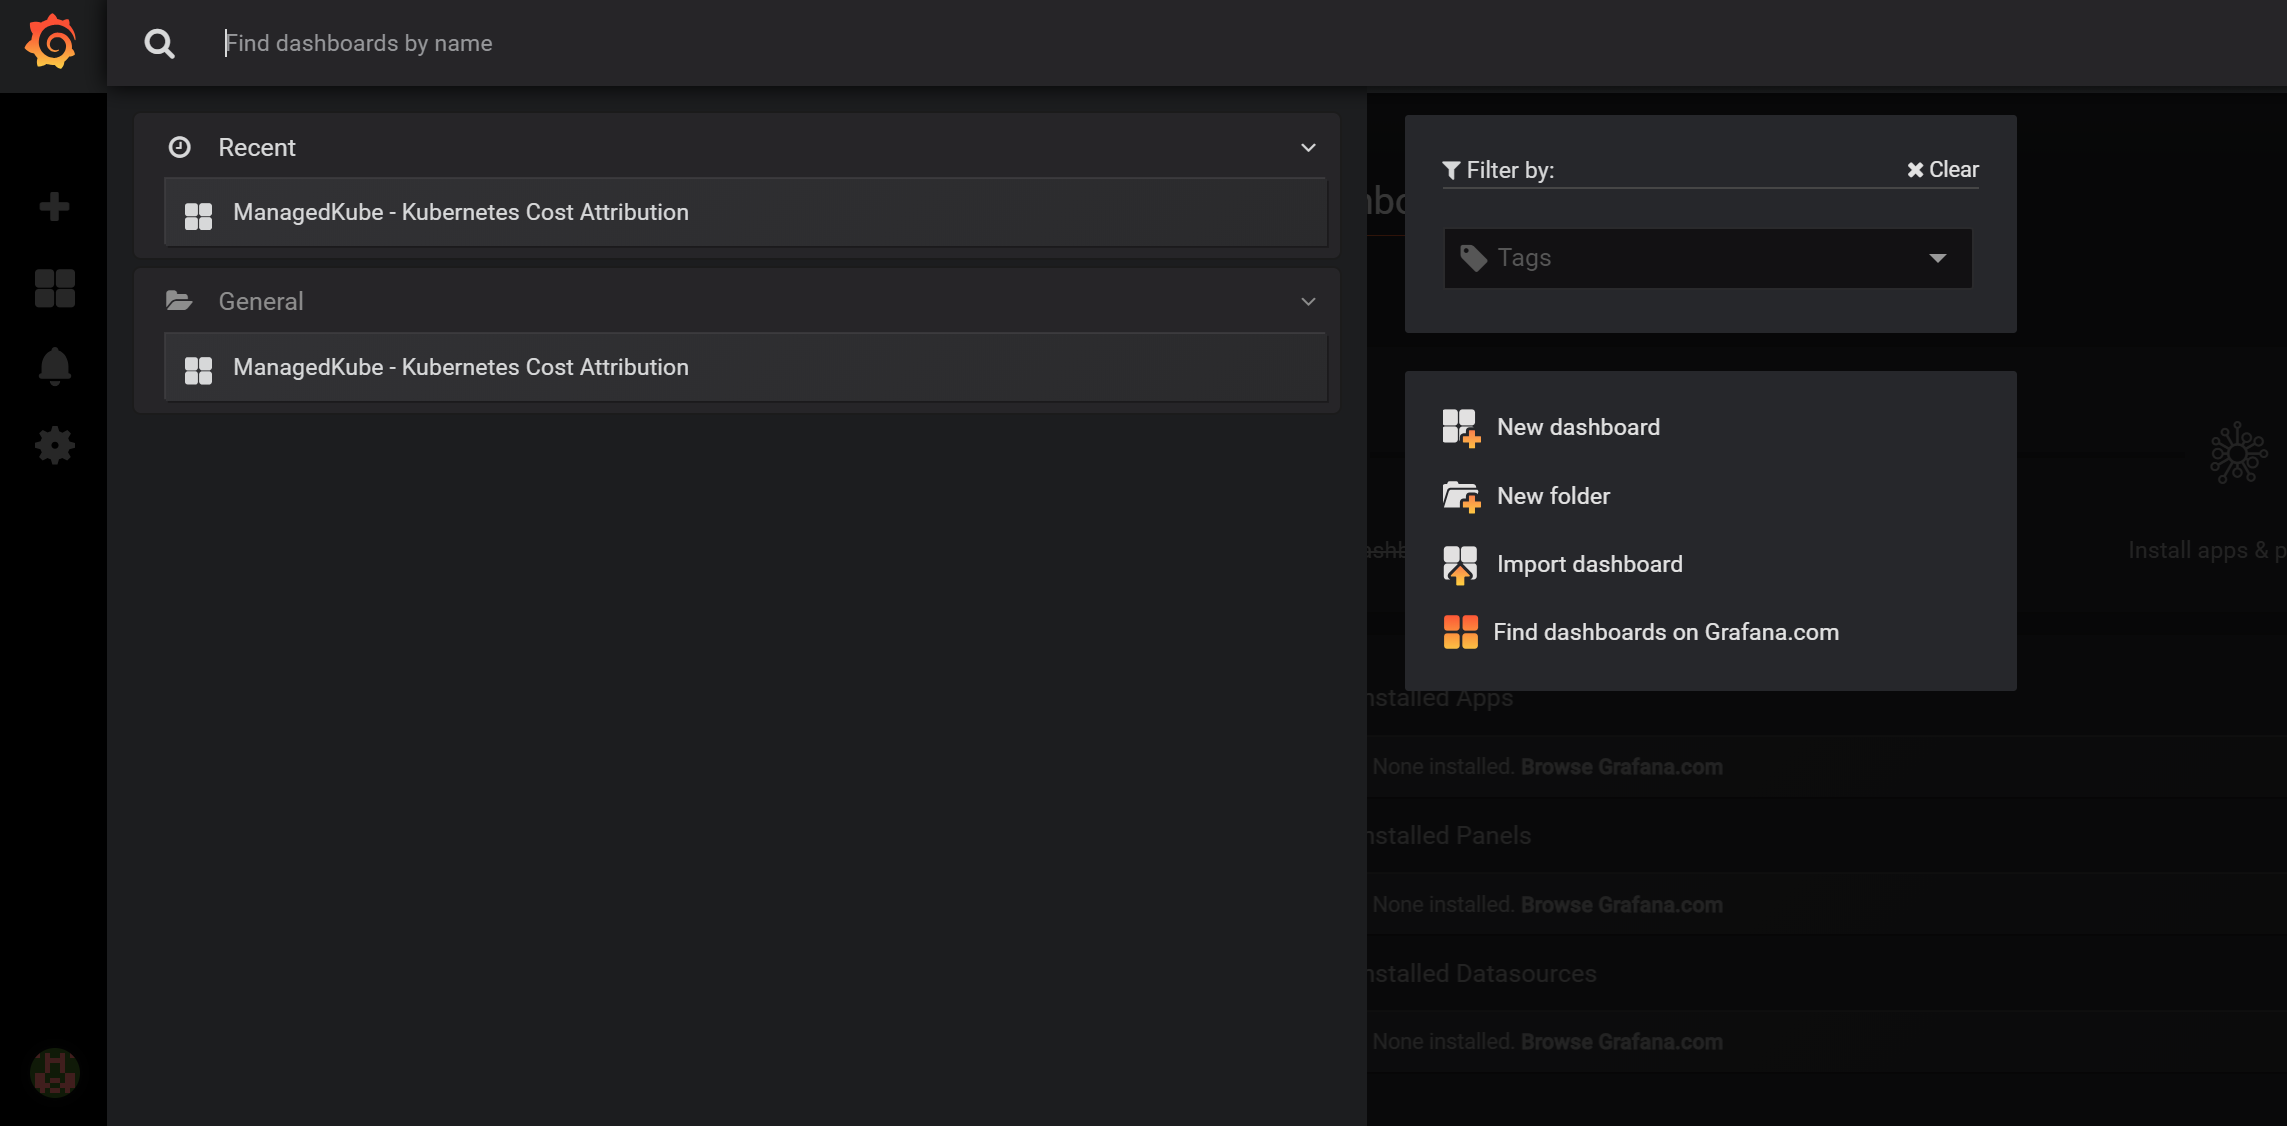 Find dashboards by name
Recent
ManagedKube - Kubernetes Cost Attribution
General
ManagedKube - Kubernetes Cost Attribution
Filter by:
Clear
Tags
New dashboard
New folder
Import dashboard
Find dashboards on Grafana.com
Install apps & p
nstalled Apps
None installed. Browse Grafana.com
nstalled Panels
None installed. Browse Grafana.com
nstalled Datasources
None installed. Browse Grafana.com